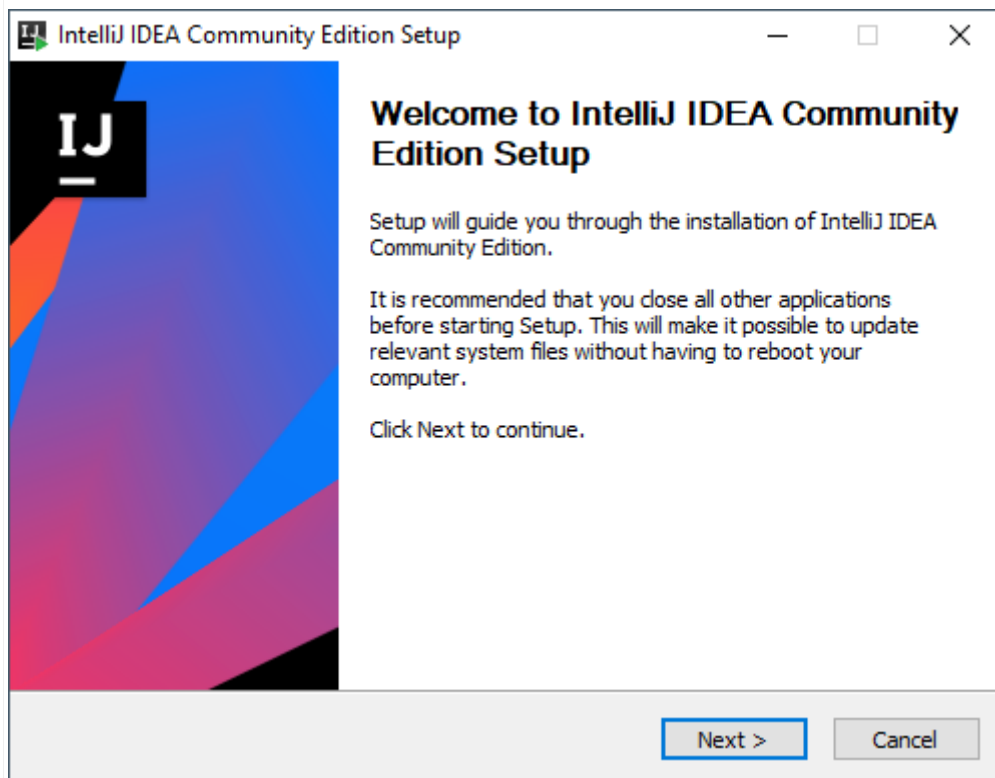 IntelliJ IDEA Community Edition Setup
IJ
Welcome to IntelliJ IDEA Community
Edition Setup
Setup will guide you through the installation of IntelliJ IDEA
Community Edition.
It is recommended that you close all other applications
before starting Setup. This will make it possible to update
relevant system files without having to reboot your
computer.
Click Next to continue.
Next >
Cancel